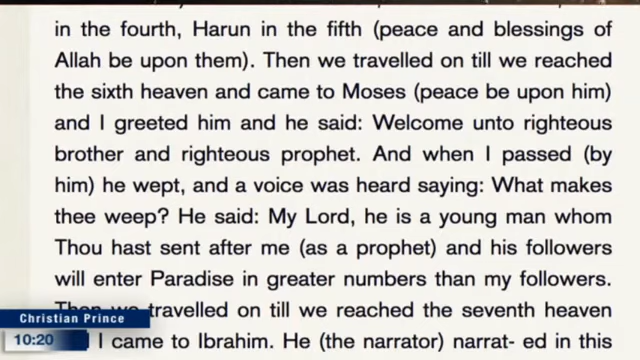 in the fourth, Harun in the fifth (peace and blessings of
Allah be upon them). Then we travelled on till we reached
the sixth heaven and came to Moses (peace be upon him)
and I greeted him and he said: Welcome unto righteous
brother and righteous prophet. And when I passed (by
him) he wept, and a voice was heard saying: What makes
thee weep? He said: My Lord, he is a young man whom
Thou hast sent after me (as a prophet) and his followers
will enter Paradise in greater numbers than my followers.
Then we travelled on till we reached the seventh heaven
I came to Ibrahim. He (the narrator) narrat- ed in this
Christian Prince
10:20